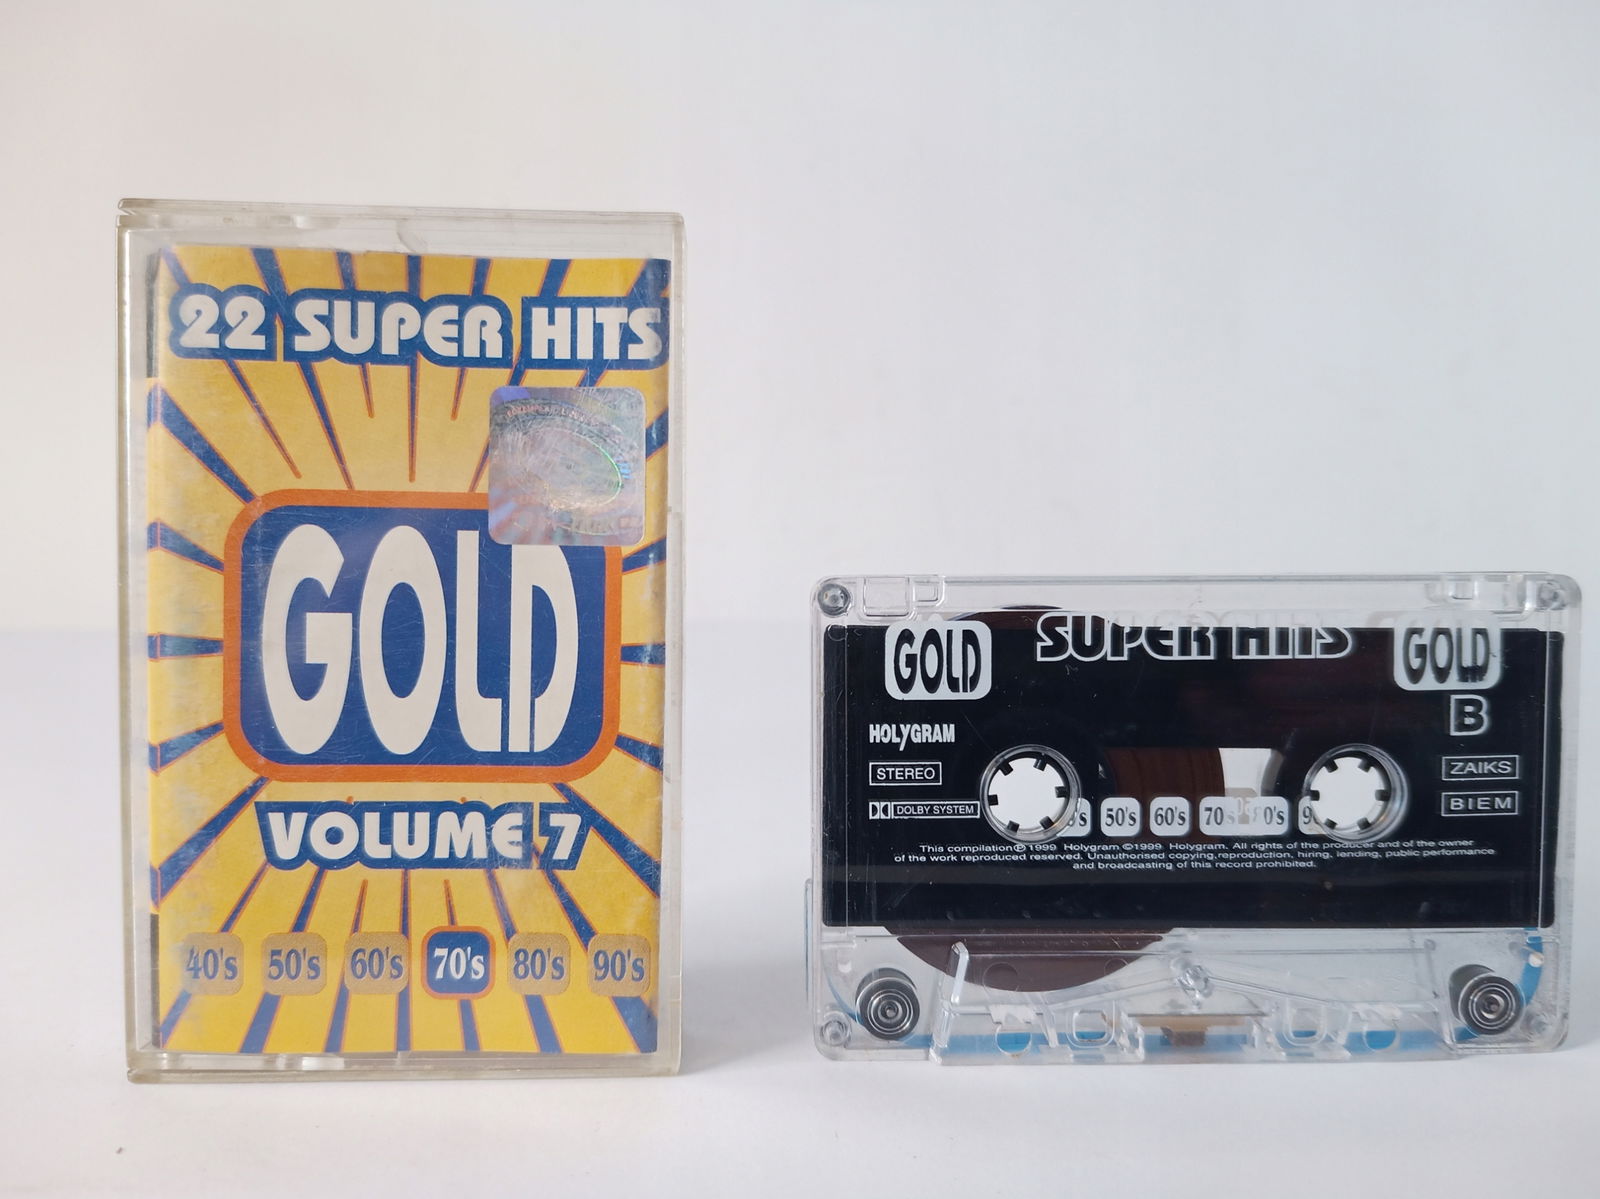 22 SUPER HITS
GOLD
VOLUME 7
40's 50's 60's 70's 80's 90's
SUPER HITS
GOLD GOLD
B
HOLYGRAM
STEREO
ZAIKS
DOLBY SYSTEM
BIEM
50's 60's 70's
This compilation ℗ 1999 Holygram ©1999 Holygram. All rights of the producer and of the owner
of the work reproduced reserved. Unauthorised copying,reproduction, hiring, lending, public performance
and broadcasting of this record prohibited.